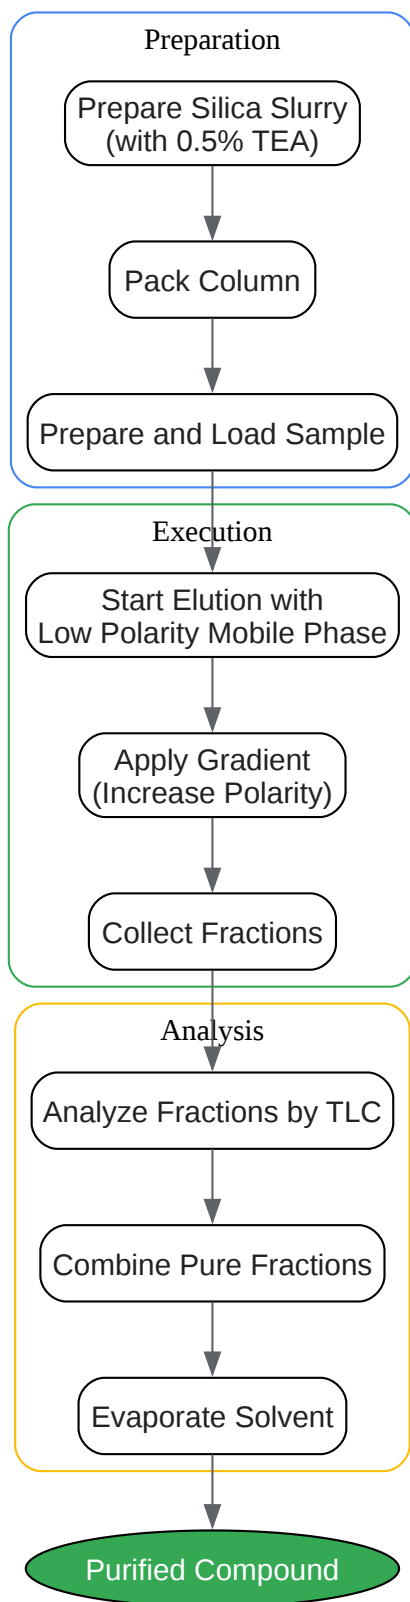 Preparation
Prepare Silica Slurry
(with 0.5% TEA)
Pack Column
Prepare and Load Sample
Execution
Start Elution with
Low Polarity Mobile Phase
Apply Gradient
(Increase Polarity)
Collect Fractions
Analysis
Analyze Fractions by TLC
Combine Pure Fractions
Evaporate Solvent
Purified Compound